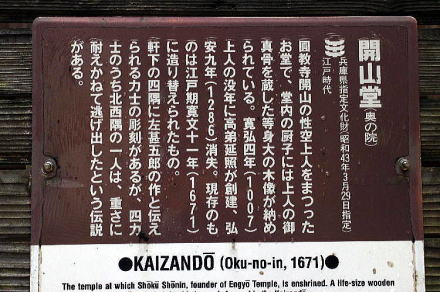 開山堂（奥の院）
兵庫県指定文化財（昭和43年3月29日指定）
江戸時代
圓教寺開山の性空上人をまつった
お堂で、堂内の厨子には上人の御
真骨を蔵した等身大の木像が納め
られている。寛弘四年（1007）
上人の没年に高弟延照が創建、弘
安九年（1286）消失。現存のも
のは江戸期寛文十一年（1671）
に造り替えられたもの。
軒下の四隅に左甚五郎の作と伝え
られる力士の彫刻があるが、四力
士のうち北西隅の一人は、重さに
耐えかねて逃げ出したという伝説
がある。
●KAIZANDŌ (Oku-no-in, 1671)●
The temple at which Shōkū Shōnin, founder of Engyō Temple, is enshrined. A life-size wooden